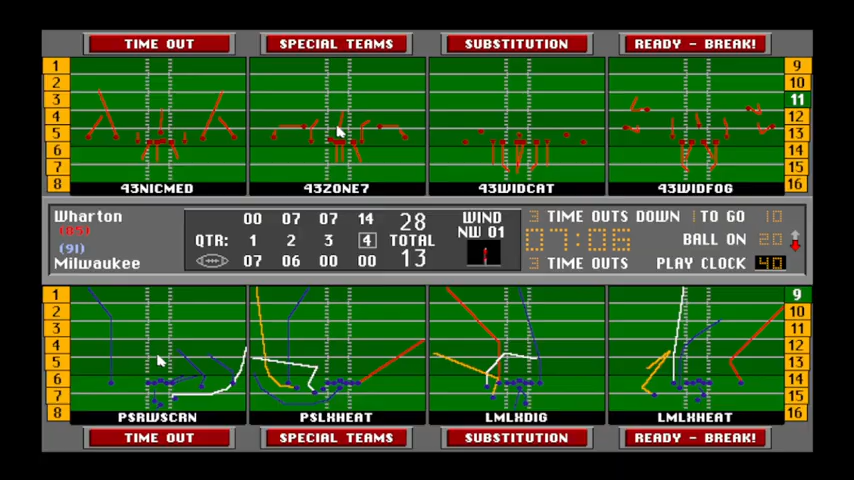 TIME OUT SPECIAL TEAMS SUBSTITUTION READY - BREAK!
1 9
2 10
3 11
4 12
5 13
6 14
7 15
8 16
43NICMED 43ZONE7 43WIDCAT 43WIDFOG
Wharton 00 07 07 14 28 WIND 3 TIME OUTS DOWN 1 TO GO 10
(85) QTR: 1 2 3 4 TOTAL NW 01 07:06 BALL ON 20
(91) 07 06 00 00 13
Milwaukee 3 TIME OUTS PLAY CLOCK 40
1 9
2 10
3 11
4 12
5 13
6 14
7 15
8 16
PSRWSCRN PSLXHEAT LMLXDIG LMLXHEAT
TIME OUT SPECIAL TEAMS SUBSTITUTION READY - BREAK!